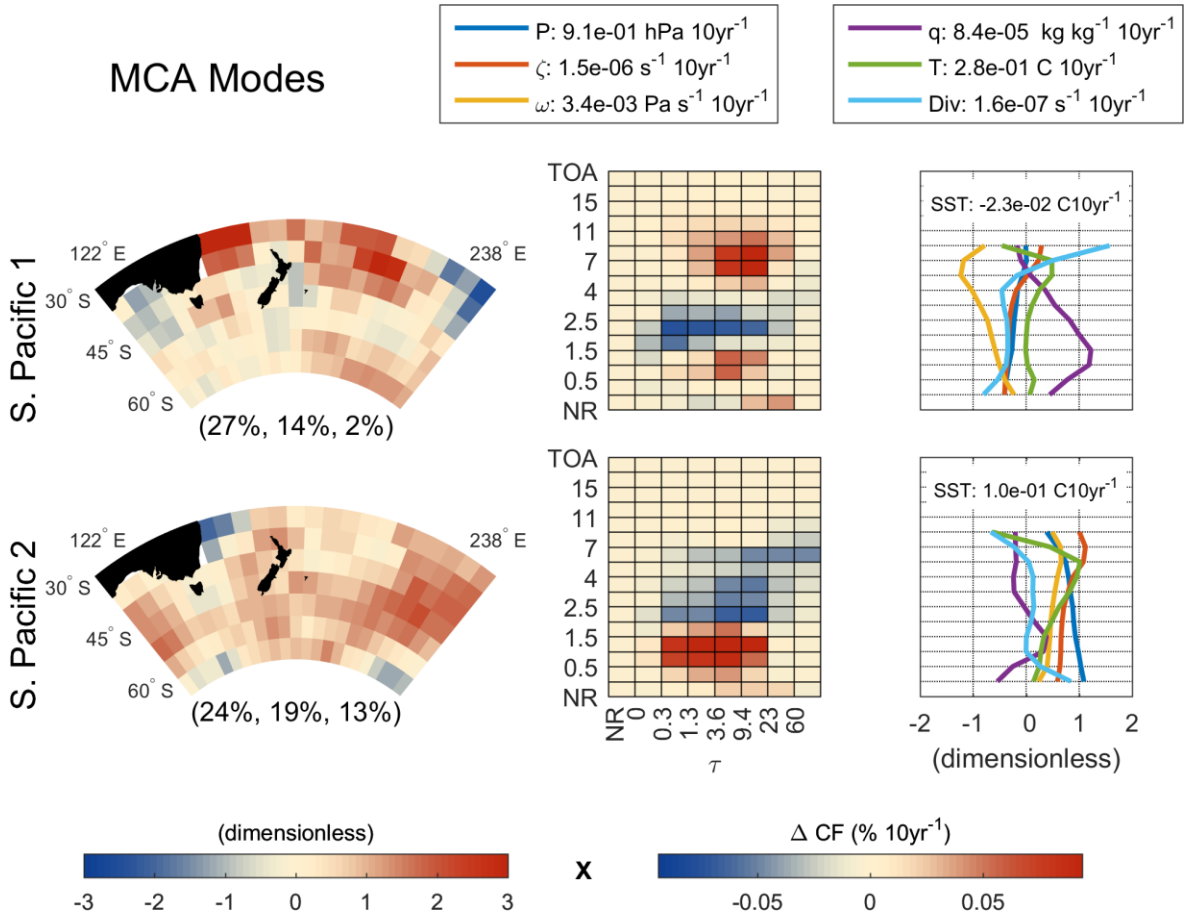 MCA Modes
P: 9.1e-01 hPa 10yr⁻¹
ζ: 1.5e-06 s⁻¹ 10yr⁻¹
ω: 3.4e-03 Pa s⁻¹ 10yr⁻¹
q: 8.4e-05 kg kg⁻¹ 10yr⁻¹
T: 2.8e-01 C 10yr⁻¹
Div: 1.6e-07 s⁻¹ 10yr⁻¹
S. Pacific 1
122° E
238° E
30° S
45° S
60° S
(27%, 14%, 2%)
TOA
15
11
7
4
2.5
1.5
0.5
NR
SST: -2.3e-02 C10yr⁻¹
S. Pacific 2
122° E
238° E
30° S
45° S
60° S
(24%, 19%, 13%)
TOA
15
11
7
4
2.5
1.5
0.5
NR
NR 0 0.3 1.3 3.6 9.4 23 60
τ
SST: 1.0e-01 C10yr⁻¹
-2 -1 0 1 2
(dimensionless)
(dimensionless)
-3 -2 -1 0 1 2 3
x
Δ CF (% 10yr⁻¹)
-0.05 0 0.05